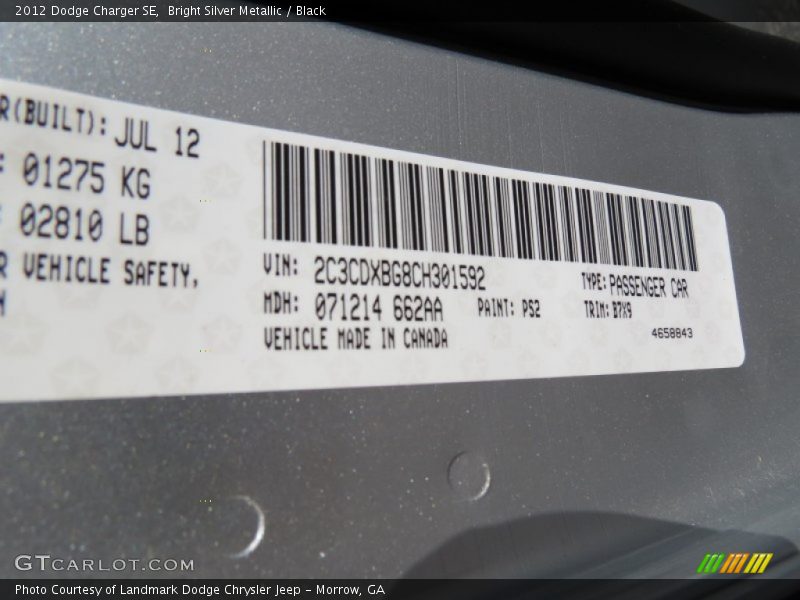 2012 Dodge Charger SE, Bright Silver Metallic / Black
R(BUILT): JUL 12
: 01275 KG
: 02810 LB
R VEHICLE SAFETY,
VIN: 2C3CDXBG8CH301592
TYPE: PASSENGER CAR
MDH: 071214 662AA
PAINT: PS2
TRIM: B7X9
VEHICLE MADE IN CANADA
4658843
GTCARLOT.COM
Photo Courtesy of Landmark Dodge Chrysler Jeep – Morrow, GA